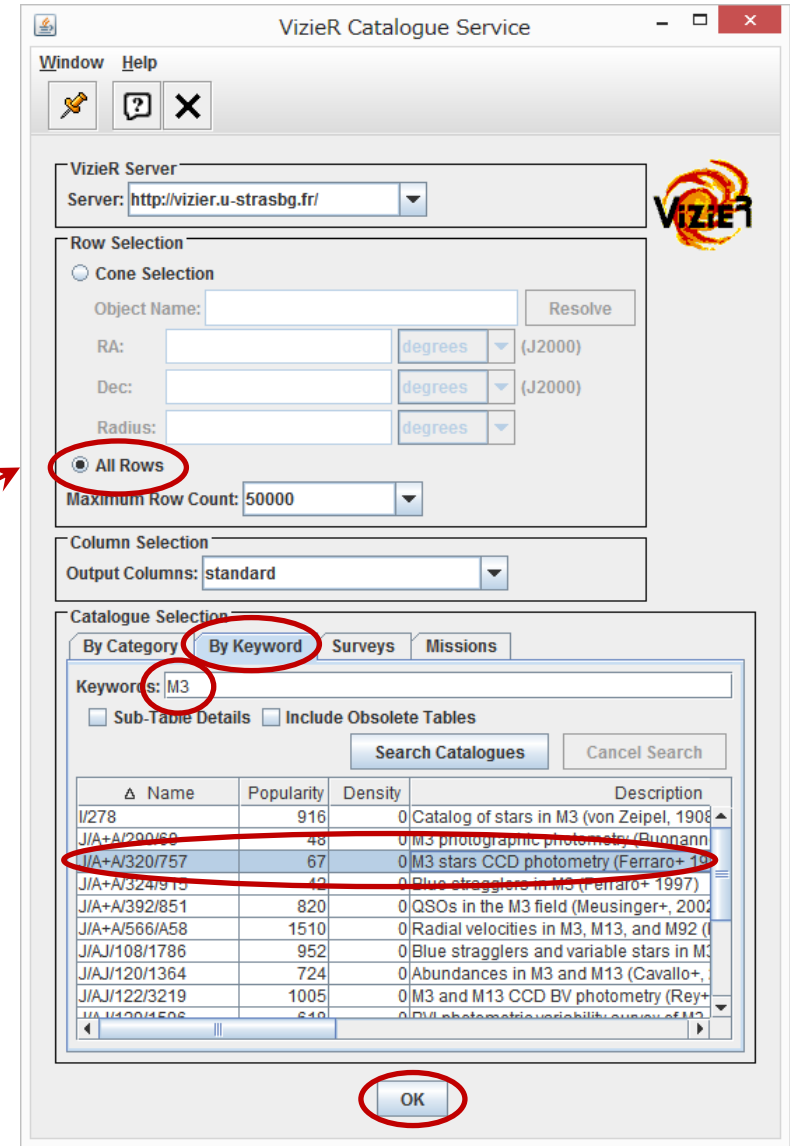 VizieR Catalogue Service
Window Help
VizieR Server
Server: http://vizier.u-strasbg.fr/
VizieR
Row Selection
Cone Selection
Object Name: Resolve
RA: degrees (J2000)
Dec: degrees (J2000)
Radius: degrees
All Rows
Maximum Row Count: 50000
Column Selection
Output Columns: standard
Catalogue Selection
By Category By Keyword Surveys Missions
Keywords: M3
Sub-Table Details Include Obsolete Tables
Search Catalogues Cancel Search
Name Popularity Density Description
I/278 916 0 Catalog of stars in M3 (von Zeipel, 1908
J/A+A/290/69 48 0 M3 photographic photometry (Buonann
J/A+A/320/757 67 0 M3 stars CCD photometry (Ferraro+ 19
J/A+A/324/915 42 0 Blue stragglers in M3 (Ferraro+ 1997)
J/A+A/392/851 820 0 QSOs in the M3 field (Meusinger+, 2002
J/A+A/566/A58 1510 0 Radial velocities in M3, M13, and M92 (
J/AJ/108/1786 952 0 Blue stragglers and variable stars in M3
J/AJ/120/1364 724 0 Abundances in M3 and M13 (Cavallo+,
J/AJ/122/3219 1005 0 M3 and M13 CCD BV photometry (Rey+
OK